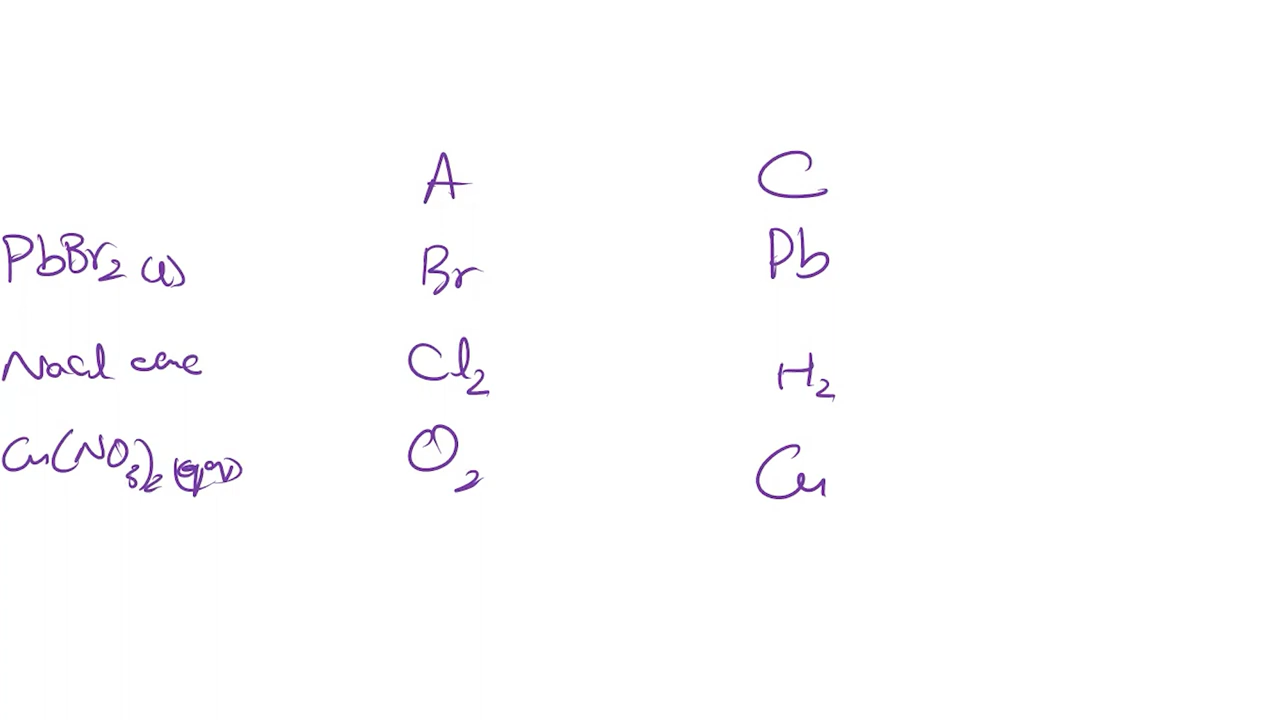 A C
PbBr2 (l) Br Pb
NaCl conc Cl2 H2
Cu(NO3)2 (aq) O2 Cu